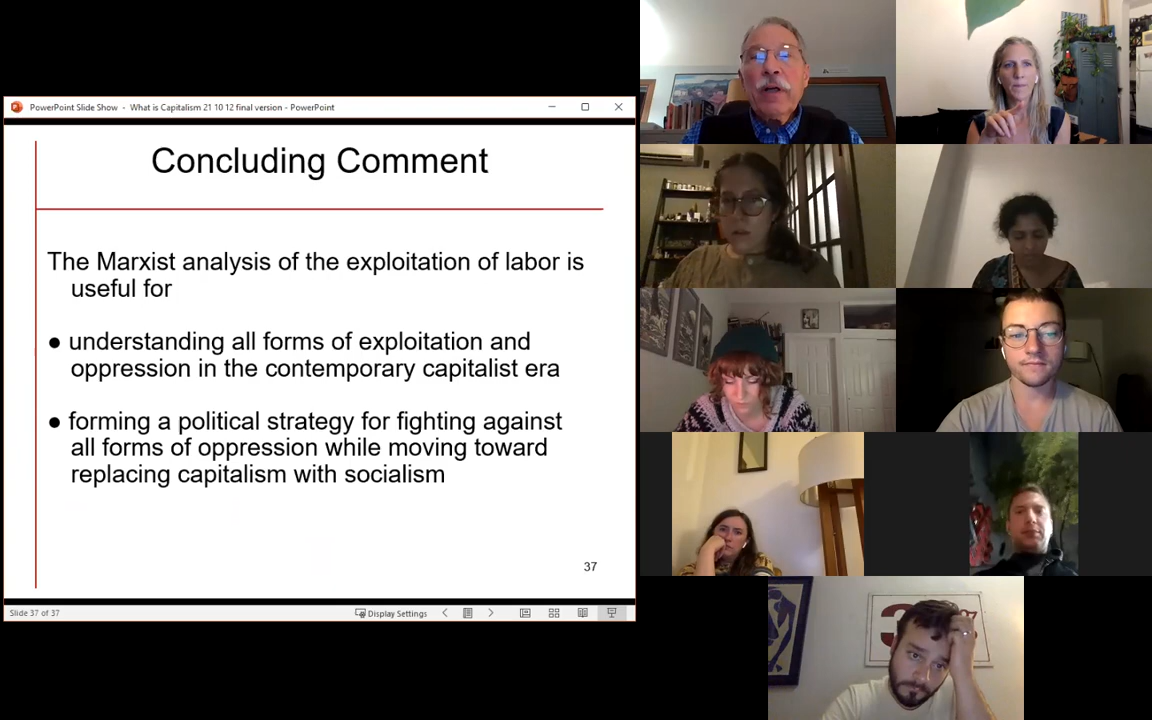 PowerPoint Slide Show - What is Capitalism 21 10 12 final version - PowerPoint
Concluding Comment
The Marxist analysis of the exploitation of labor is
useful for
● understanding all forms of exploitation and
oppression in the contemporary capitalist era
● forming a political strategy for fighting against
all forms of oppression while moving toward
replacing capitalism with socialism
37
Slide 37 of 37
Display Settings